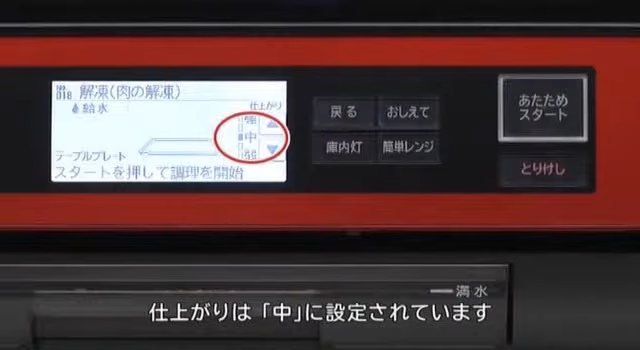 018 解凍(肉の解凍)
給水
仕上がり
強
中
弱
テーブルプレート
スタートを押して調理を開始
戻る
おしえて
庫内灯
簡単レンジ
あたため
スタート
とりけし
満水
仕上がりは「中」に設定されています